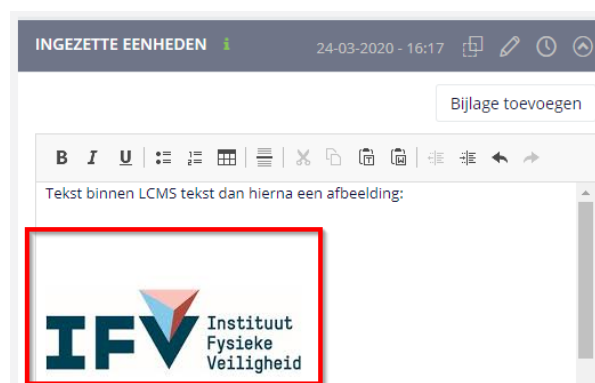 INGEZETTE EENHEDEN i 24-03-2020 - 16:17
Bijlage toevoegen
B I U
Tekst binnen LCMS tekst dan hierna een afbeelding:
IFV Instituut
Fysieke
Veiligheid